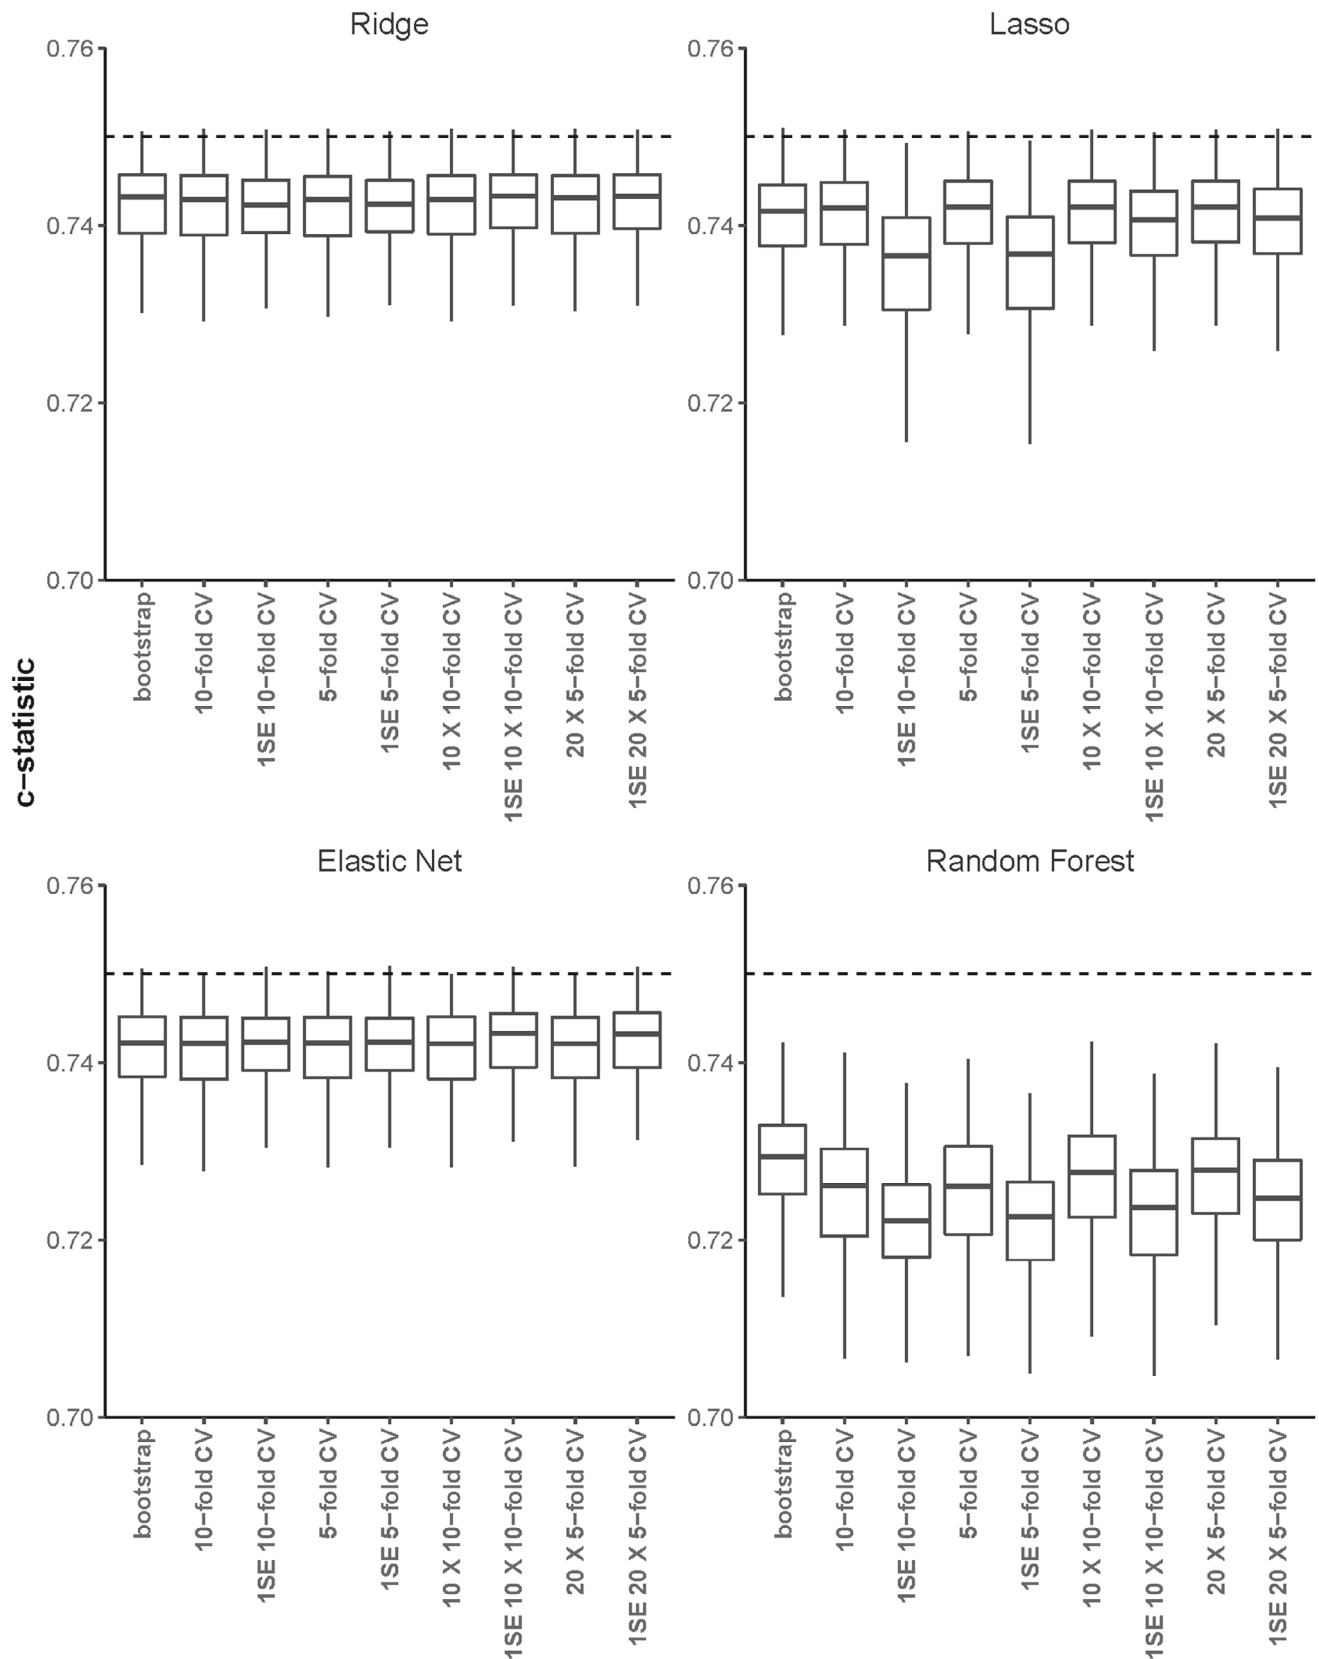 Ridge
0.76
0.74
0.72
0.70
bootstrap
10−fold CV
1SE 10−fold CV
5−fold CV
1SE 5−fold CV
10 X 10−fold CV
1SE 10 X 10−fold CV
20 X 5−fold CV
1SE 20 X 5−fold CV
Lasso
0.76
0.74
0.72
0.70
bootstrap
10−fold CV
1SE 10−fold CV
5−fold CV
1SE 5−fold CV
10 X 10−fold CV
1SE 10 X 10−fold CV
20 X 5−fold CV
1SE 20 X 5−fold CV
c−statistic
Elastic Net
0.76
0.74
0.72
0.70
bootstrap
10−fold CV
1SE 10−fold CV
5−fold CV
1SE 5−fold CV
10 X 10−fold CV
1SE 10 X 10−fold CV
20 X 5−fold CV
1SE 20 X 5−fold CV
Random Forest
0.76
0.74
0.72
0.70
bootstrap
10−fold CV
1SE 10−fold CV
5−fold CV
1SE 5−fold CV
10 X 10−fold CV
1SE 10 X 10−fold CV
20 X 5−fold CV
1SE 20 X 5−fold CV